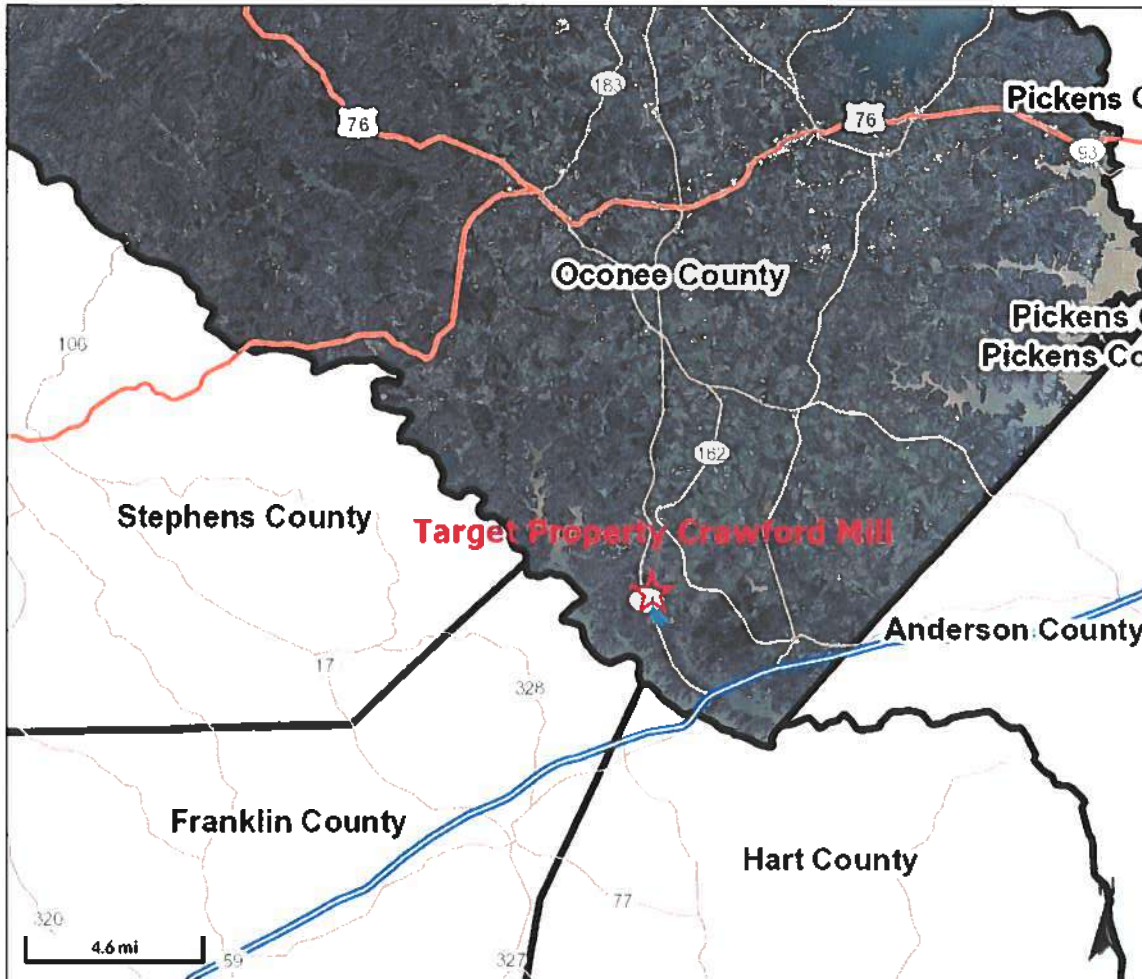 183
76
76
Pickens C
93
Oconee County
Pickens C
Pickens Co
106
162
Stephens County
Target Property Crawford Mill
Anderson County
17
328
Franklin County
Hart County
77
320
4.6 mi
59
327